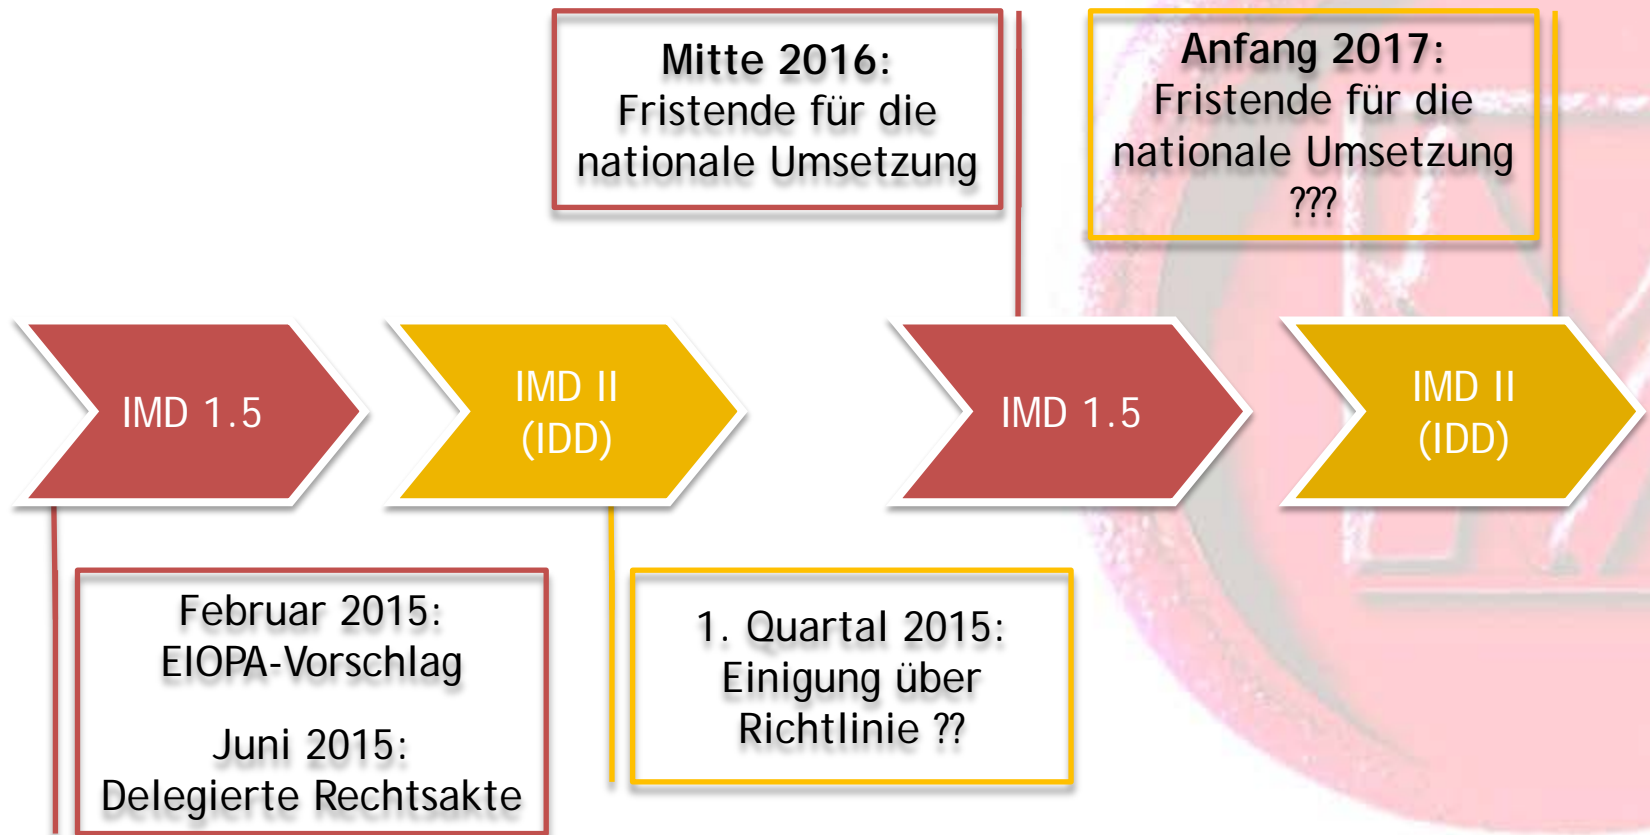 Mitte 2016:
Fristende für die
nationale Umsetzung
Anfang 2017:
Fristende für die
nationale Umsetzung
???
IMD 1.5
IMD II
(IDD)
IMD 1.5
IMD II
(IDD)
Februar 2015:
EIOPA-Vorschlag
Juni 2015:
Delegierte Rechtsakte
1. Quartal 2015:
Einigung über
Richtlinie ??